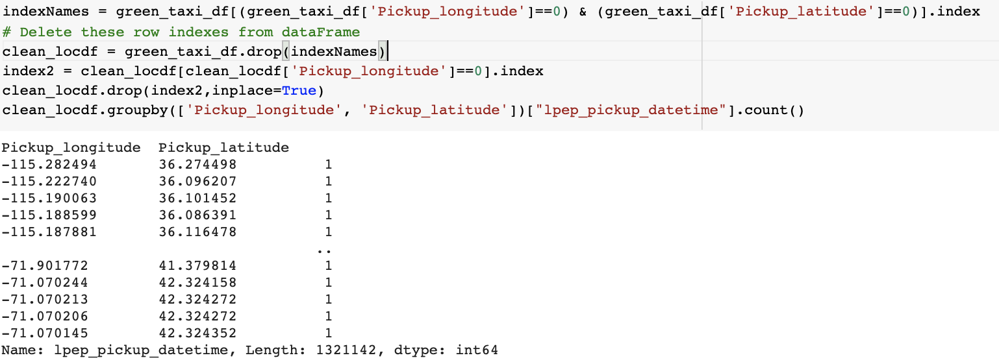 indexNames = green_taxi_df[(green_taxi_df['Pickup_longitude']==0) & (green_taxi_df['Pickup_latitude']==0)].index
# Delete these row indexes from dataFrame
clean_locdf = green_taxi_df.drop(indexNames)
index2 = clean_locdf[clean_locdf['Pickup_longitude']==0].index
clean_locdf.drop(index2,inplace=True)
clean_locdf.groupby(['Pickup_longitude', 'Pickup_latitude'])["lpep_pickup_datetime"].count()
Pickup_longitude  Pickup_latitude
-115.282494       36.274498          1
-115.222740       36.096207          1
-115.190063       36.101452          1
-115.188599       36.086391          1
-115.187881       36.116478          1
                                    ..
-71.901772        41.379814          1
-71.070244        42.324158          1
-71.070213        42.324272          1
-71.070206        42.324272          1
-71.070145        42.324352          1
Name: lpep_pickup_datetime, Length: 1321142, dtype: int64